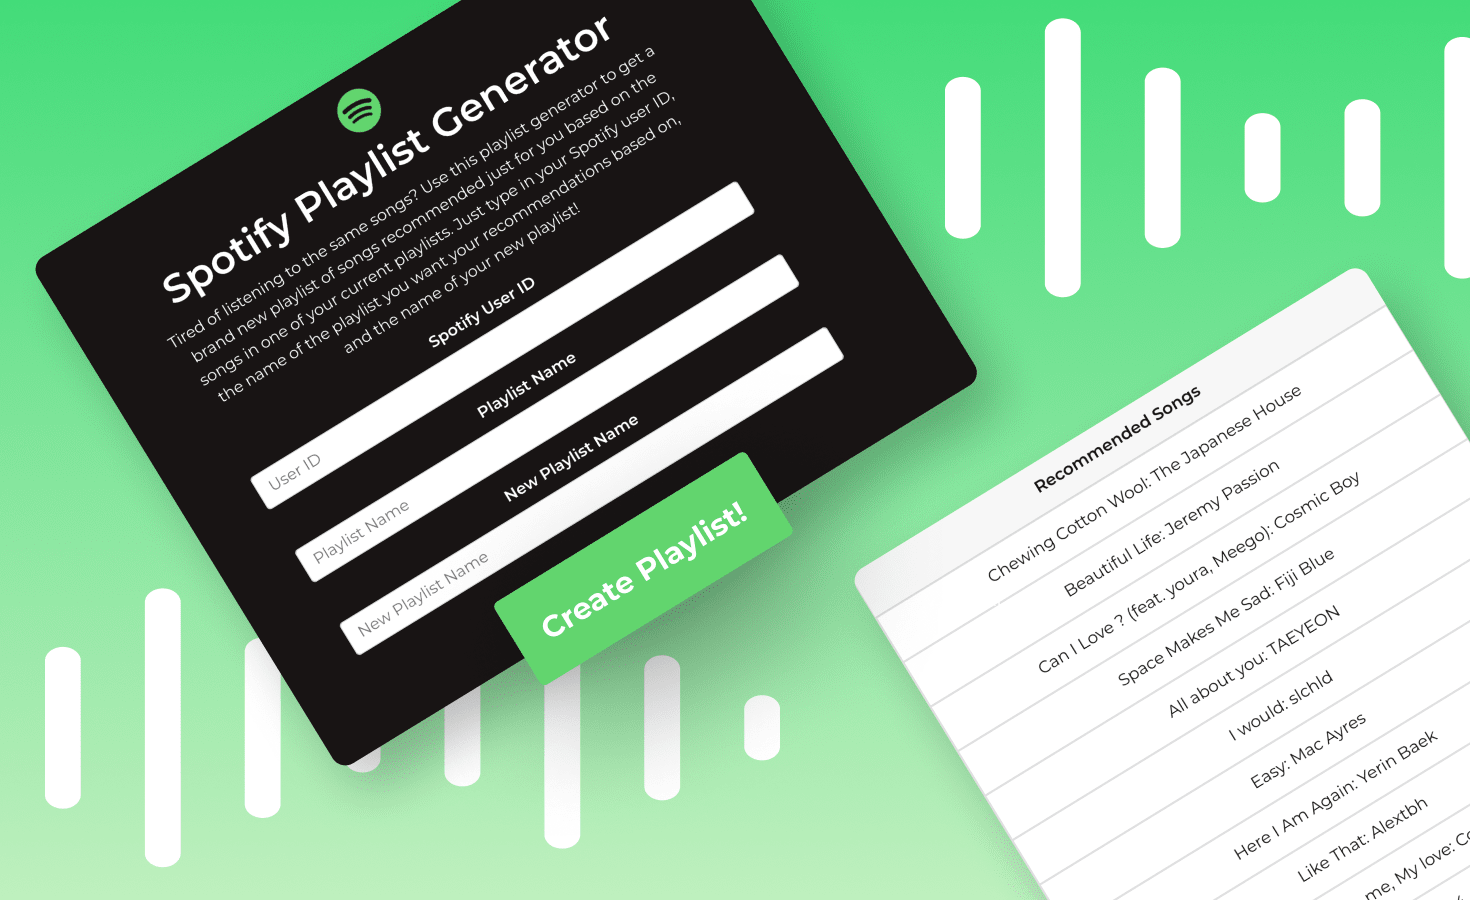 Spotify Playlist Generator
Tired of listening to the same songs? Use this playlist generator to get a
brand new playlist of songs recommended just for you based on the
songs in one of your current playlists. Just type in your Spotify user ID,
the name of the playlist you want your recommendations based on,
and the name of your new playlist!
Spotify User ID
User ID
Playlist Name
Playlist Name
New Playlist Name
New Playlist Name
Create Playlist!
Recommended Songs
Chewing Cotton Wool: The Japanese House
Beautiful Life: Jeremy Passion
Can I Love ? (feat. youra, Meego): Cosmic Boy
Space Makes Me Sad: Fiji Blue
All about you: TAEYEON
I would: slchld
Easy: Mac Ayres
Here I Am Again: Yerin Baek
Like That: Alextbh
me, My love: